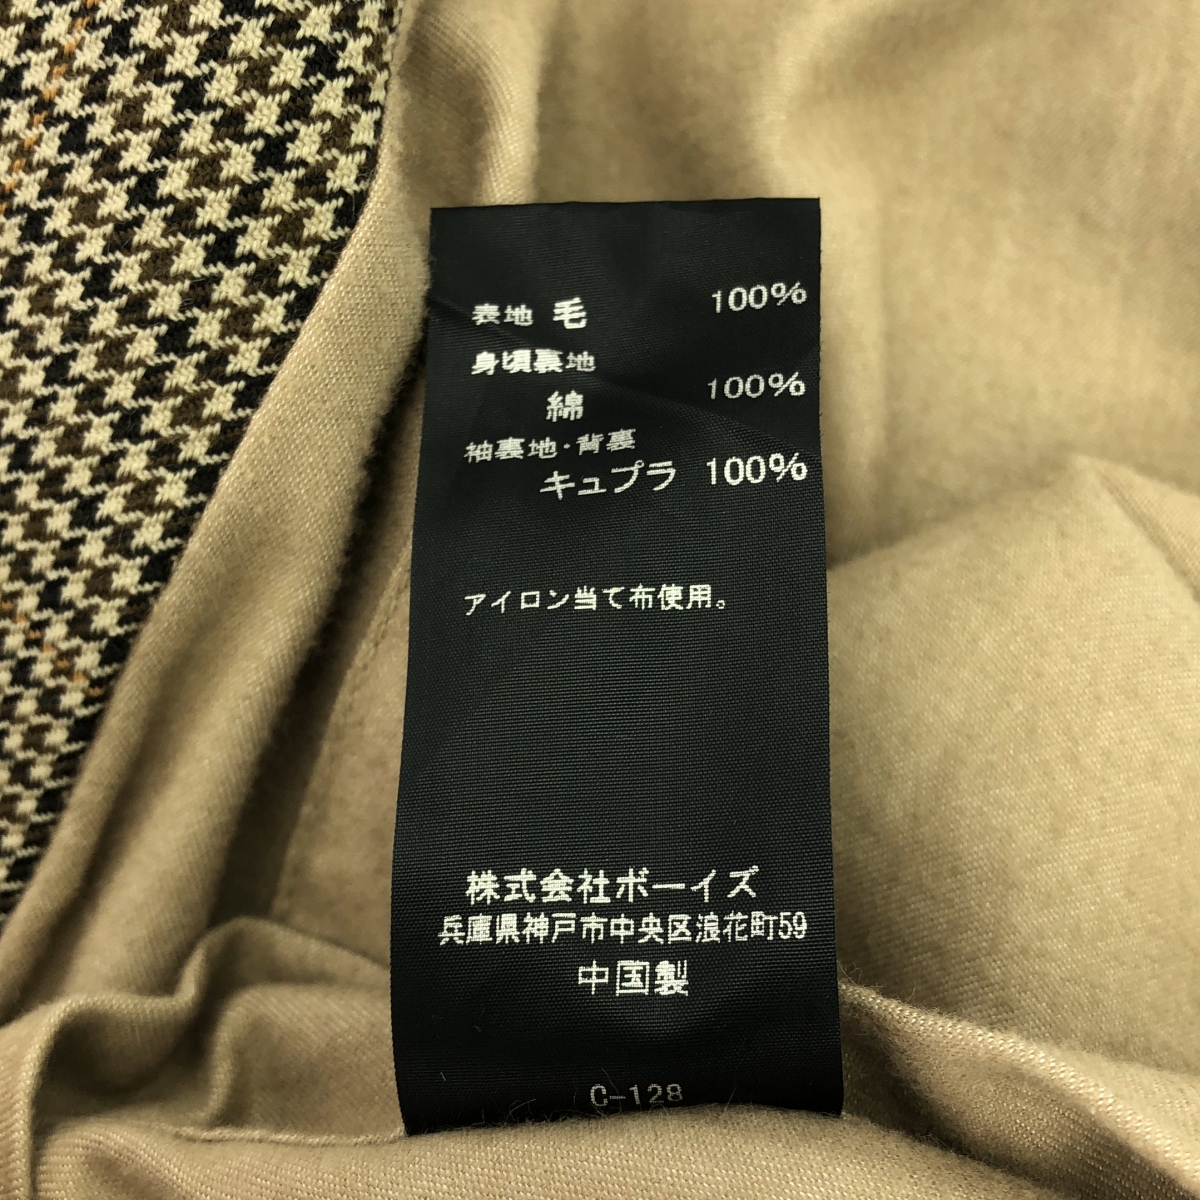 表地 毛 100%
身頃裏地
綿 100%
袖裏地・背裏
キュプラ 100%
アイロン当て布使用。
株式会社ボーイズ
兵庫県神戸市中央区浪花町59
中国製
C-128